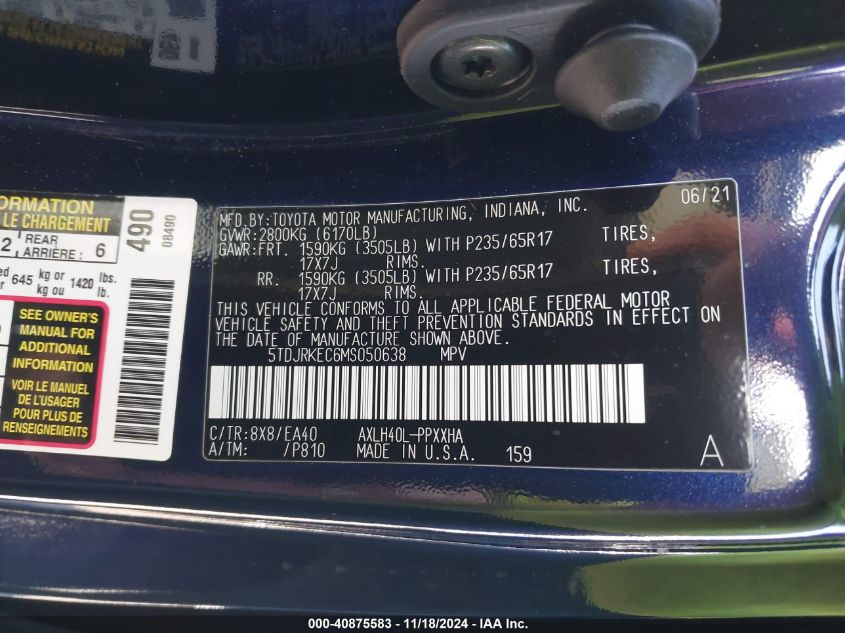 ORMATION
LE CHARGEMENT
2 REAR ARRIÈRE : 6
645 kg or kg ou 1420 lbs. lb.
490
08490
SEE OWNER'S
MANUAL FOR
ADDITIONAL
INFORMATION
VOIR LE MANUEL
DE L'USAGER
POUR PLUS DE
RENSEIGNEMENTS
MFD.BY:TOYOTA MOTOR MANUFACTURING, INDIANA, INC. 06/21
GVWR:2800KG (6170LB)
GAWR:FRT. 1590KG (3505LB) WITH P235/65R17 TIRES,
17X7J RIMS.
RR. 1590KG (3505LB) WITH P235/65R17 TIRES,
17X7J RIMS.
THIS VEHICLE CONFORMS TO ALL APPLICABLE FEDERAL MOTOR
VEHICLE SAFETY AND THEFT PREVENTION STANDARDS IN EFFECT ON
THE DATE OF MANUFACTURE SHOWN ABOVE.
5TDJRKEC6MS050638 MPV
C/TR:8X8/EA40 AXLH40L-PPXXHA
A/TM: /P810 MADE IN U.S.A. 159 A
000-40875583 - 11/18/2024 - IAA Inc.